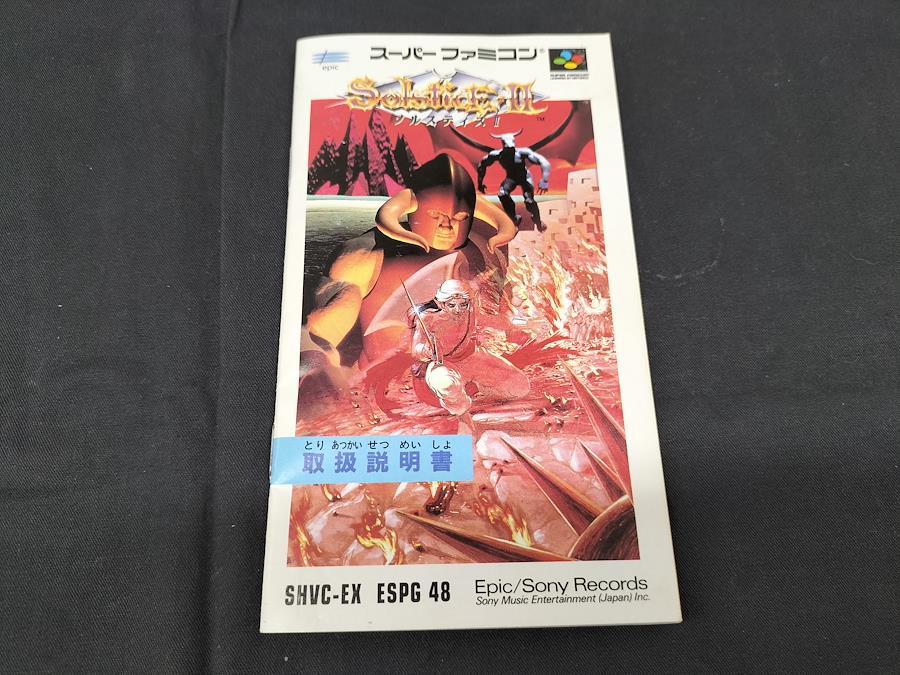 epic
スーパーファミコン®
SUPER FAMICOM
SolsticE・II
ソルスティスⅡ
™
とり あつかい せつ めい しょ
取扱説明書
SHVC-EX ESPG 48
Epic/Sony Records
Sony Music Entertainment (Japan) Inc.